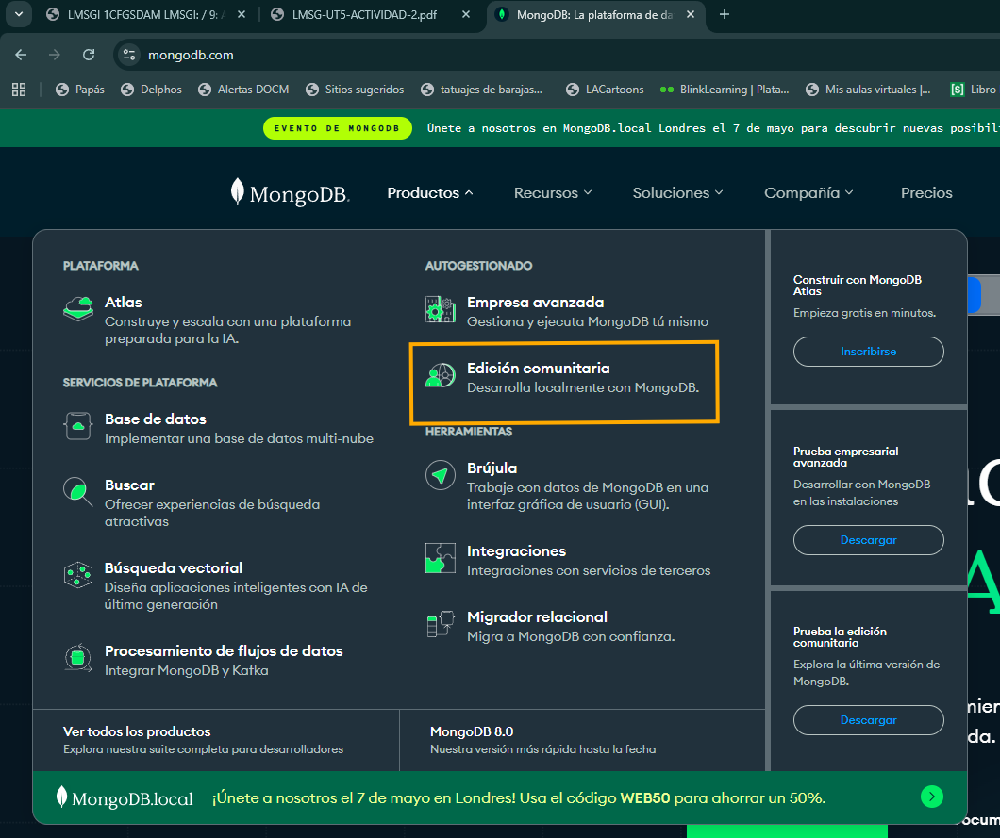 LMSGI 1CFGSDAM LMSGI: / 9:
LMSG-UT5-ACTIVIDAD-2.pdf
MongoDB: La plataforma de da
mongodb.com
Papás
Delphos
Alertas DOCM
Sitios sugeridos
tatuajes de barajas...
LACartoons
BlinkLearning | Plata...
Mis aulas virtuales |...
Libro
EVENTO DE MONGODB
Únete a nosotros en MongoDB.local Londres el 7 de mayo para descubrir nuevas posibili
MongoDB.
Productos
Recursos
Soluciones
Compañía
Precios
PLATAFORMA
Atlas
Construye y escala con una plataforma
preparada para la IA.
SERVICIOS DE PLATAFORMA
Base de datos
Implementar una base de datos multi-nube
Buscar
Ofrecer experiencias de búsqueda
atractivas
Búsqueda vectorial
Diseña aplicaciones inteligentes con IA de
última generación
Procesamiento de flujos de datos
Integrar MongoDB y Kafka
AUTOGESTIONADO
Empresa avanzada
Gestiona y ejecuta MongoDB tú mismo
Edición comunitaria
Desarrolla localmente con MongoDB.
HERRAMIENTAS
Brújula
Trabaje con datos de MongoDB en una
interfaz gráfica de usuario (GUI).
Integraciones
Integraciones con servicios de terceros
Migrador relacional
Migra a MongoDB con confianza.
Construir con MongoDB
Atlas
Empieza gratis en minutos.
Inscribirse
Prueba empresarial
avanzada
Desarrollar con MongoDB
en las instalaciones
Descargar
Prueba la edición
comunitaria
Explora la última versión de
MongoDB.
Descargar
Ver todos los productos
Explora nuestra suite completa para desarrolladores
MongoDB 8.0
Nuestra versión más rápida hasta la fecha
MongoDB.local
¡Únete a nosotros el 7 de mayo en Londres! Usa el código WEB50 para ahorrar un 50%.